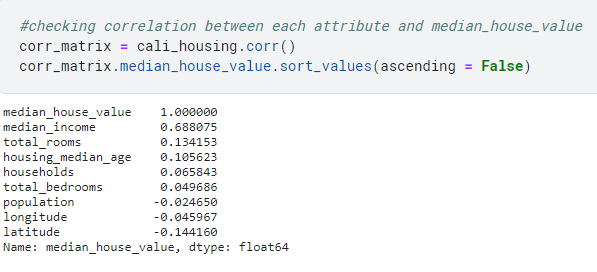 #checking correlation between each attribute and median_house_value
corr_matrix = cali_housing.corr()
corr_matrix.median_house_value.sort_values(ascending = False)
median_house_value    1.000000
median_income         0.688075
total_rooms           0.134153
housing_median_age    0.105623
households            0.065843
total_bedrooms        0.049686
population           -0.024650
longitude            -0.045967
latitude             -0.144160
Name: median_house_value, dtype: float64